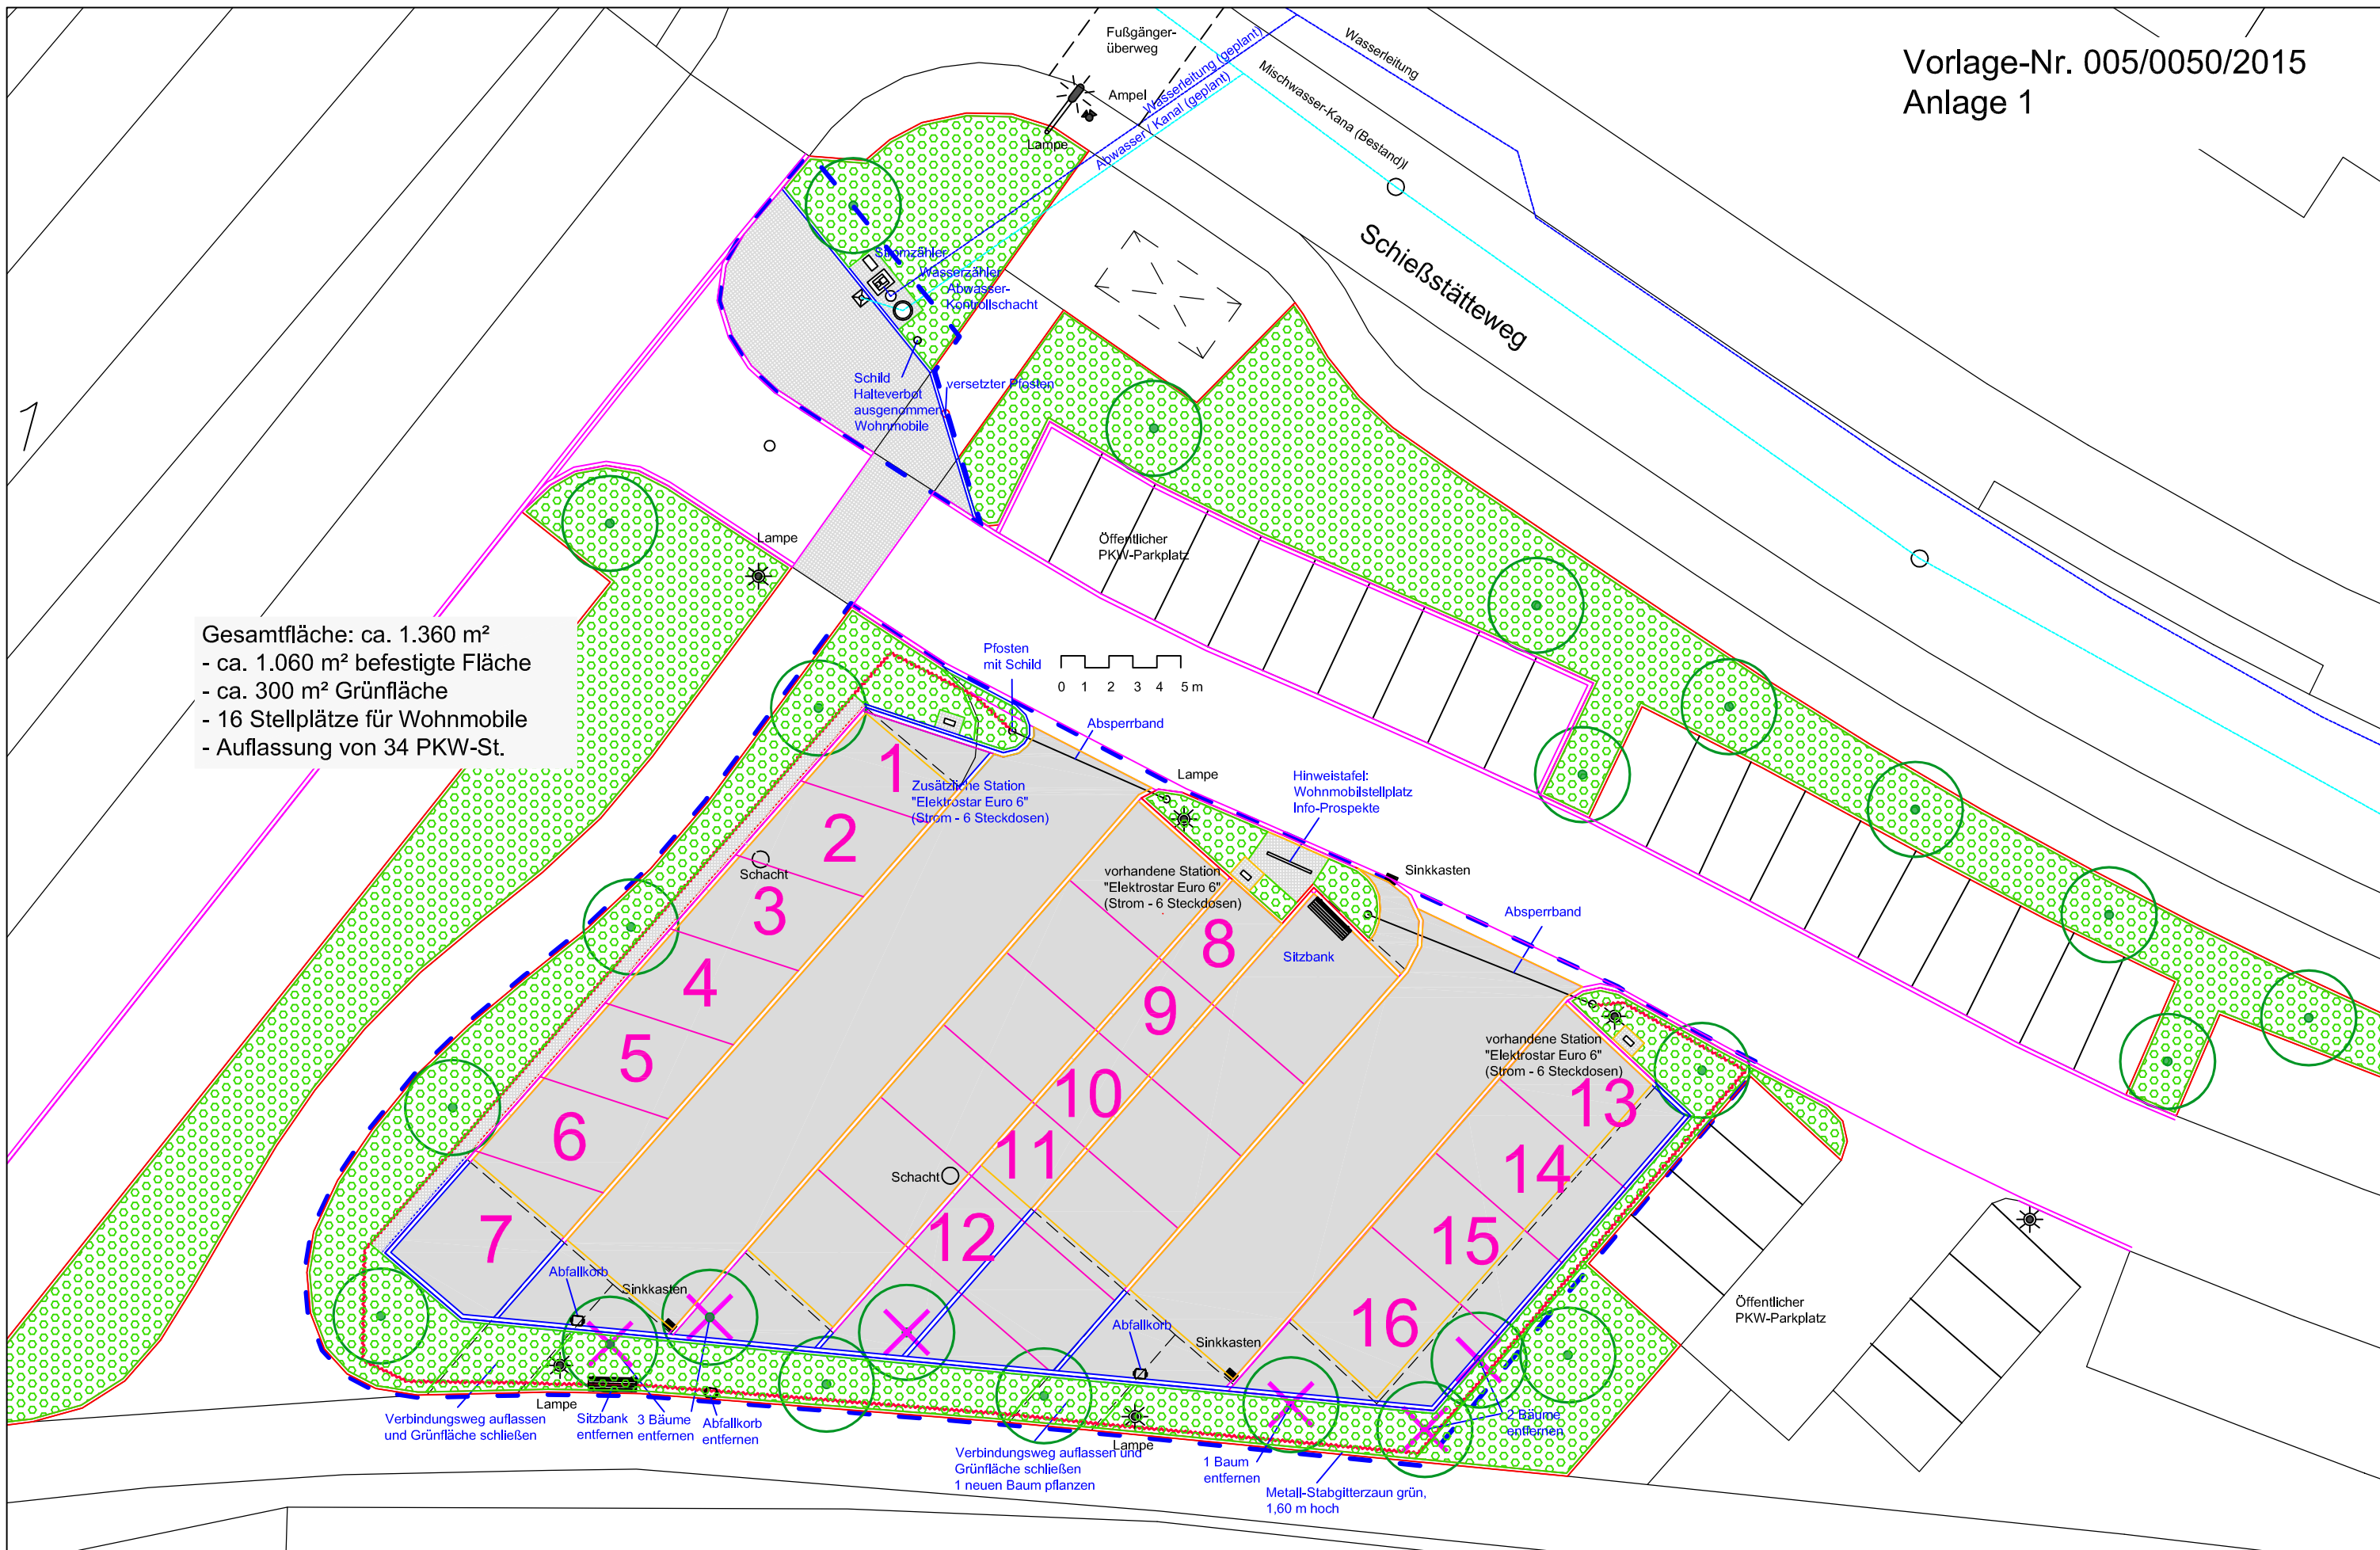 Vorlage-Nr. 005/0050/2015
Anlage 1
Fußgänger-
überweg
Ampel
Lampe
Wasserleitung (geplant)
Abwasser / Kanal (geplant)
Wasserleitung
Mischwasser-Kana (Bestand)l
Schießstätteweg
Stromzähler
Wasserzähler
Abwasser-
Kontrollschacht
Schild
Halteverbot
ausgenommen
Wohnmobile
versetzter Pfosten
Lampe
Öffentlicher
PKW-Parkplatz
Gesamtfläche: ca. 1.360 m²
- ca. 1.060 m² befestigte Fläche
- ca. 300 m² Grünfläche
- 16 Stellplätze für Wohnmobile
- Auflassung von 34 PKW-St.
Pfosten
mit Schild
0 1 2 3 4 5 m
Absperrband
Lampe
Hinweistafel:
Wohnmobilstellplatz
Info-Prospekte
Sinkkasten
Absperrband
1
Zusätzliche Station
"Elektrostar Euro 6"
(Strom - 6 Steckdosen)
2
Schacht
3
4
5
6
7
vorhandene Station
"Elektrostar Euro 6"
(Strom - 6 Steckdosen)
8
Sitzbank
9
10
11
Schacht
12
vorhandene Station
"Elektrostar Euro 6"
(Strom - 6 Steckdosen)
13
14
15
16
Öffentlicher
PKW-Parkplatz
Abfallkorb
Sinkkasten
Abfallkorb
Sinkkasten
Lampe
Verbindungsweg auflassen
und Grünfläche schließen
Sitzbank
entfernen
3 Bäume
entfernen
Abfallkorb
entfernen
Lampe
Verbindungsweg auflassen und
Grünfläche schließen
1 neuen Baum pflanzen
1 Baum
entfernen
2 Bäume
entfernen
Metall-Stabgitterzaun grün,
1,60 m hoch